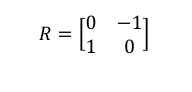 R = [0 −1
1 0]